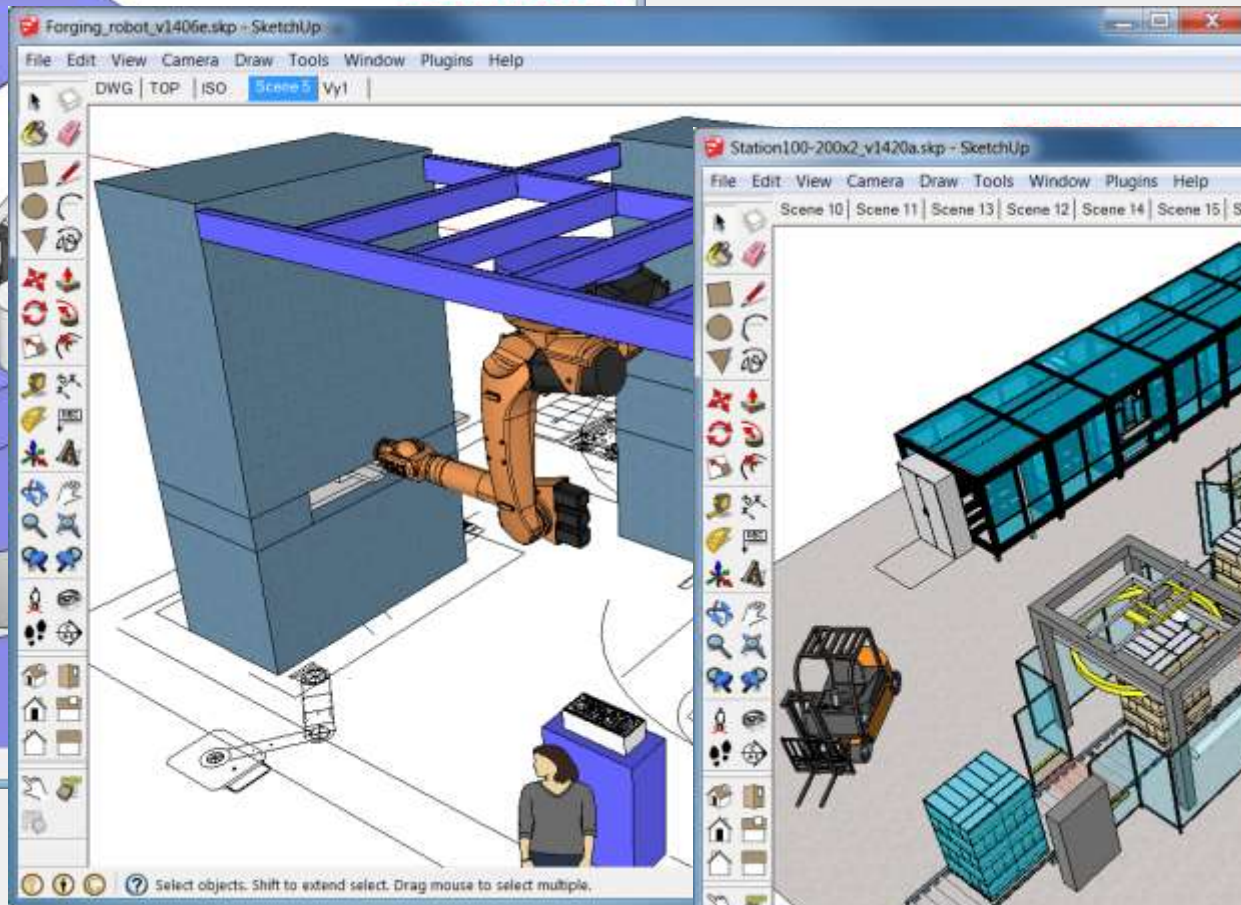 Forging_robot_v1406e.skp - SketchUp
File Edit View Camera Draw Tools Window Plugins Help
DWG TOP ISO Scene 5 Vy1
Select objects. Shift to extend select. Drag mouse to select multiple.
Station100-200x2_v1420a.skp - SketchUp
File Edit View Camera Draw Tools Window Plugins Help
Scene 10 Scene 11 Scene 13 Scene 12 Scene 14 Scene 15 S